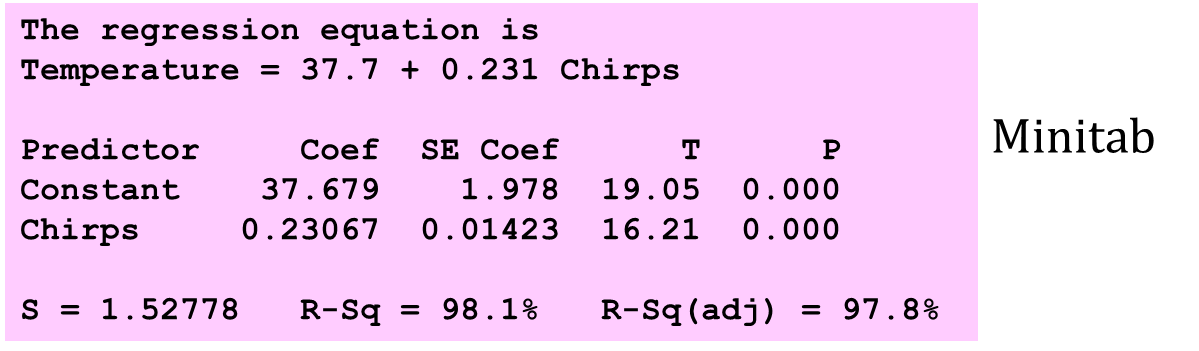 The regression equation is
Temperature = 37.7 + 0.231 Chirps
Predictor Coef SE Coef T P
Constant 37.679 1.978 19.05 0.000
Chirps 0.23067 0.01423 16.21 0.000
S = 1.52778 R-Sq = 98.1% R-Sq(adj) = 97.8%
Minitab